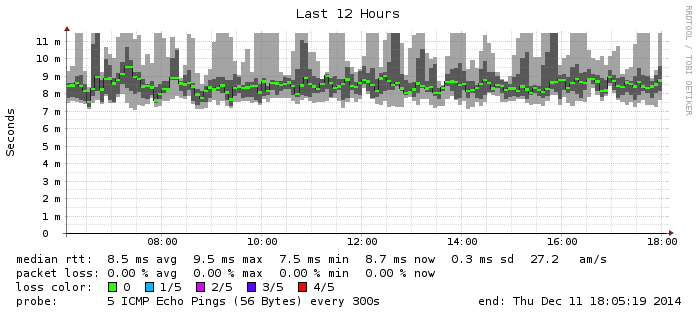 Last 12 Hours
RRDTOOL / TOBI OETIKER
Seconds
11 m
10 m
9 m
8 m
7 m
6 m
5 m
4 m
3 m
2 m
1 m
0
08:00 10:00 12:00 14:00 16:00 18:00
median rtt: 8.5 ms avg 9.5 ms max 7.5 ms min 8.7 ms now 0.3 ms sd 27.2 am/s
packet loss: 0.00 % avg 0.00 % max 0.00 % min 0.00 % now
loss color: 0 1/5 2/5 3/5 4/5
probe: 5 ICMP Echo Pings (56 Bytes) every 300s end: Thu Dec 11 18:05:19 2014